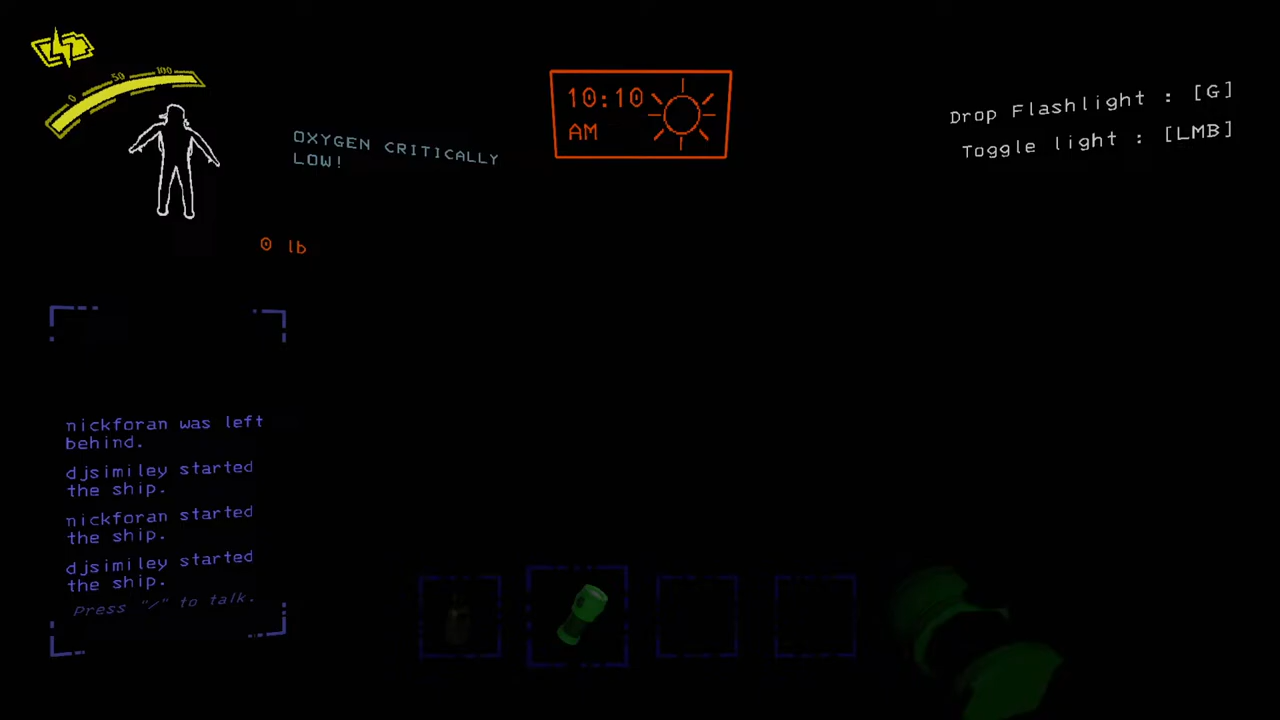 0 50 100
OXYGEN CRITICALLY
LOW!
10:10
AM
Drop Flashlight : [G]
Toggle light : [LMB]
0 lb
nickforan was left
behind.
djsimiley started
the ship.
nickforan started
the ship.
djsimiley started
the ship.
Press "/" to talk.